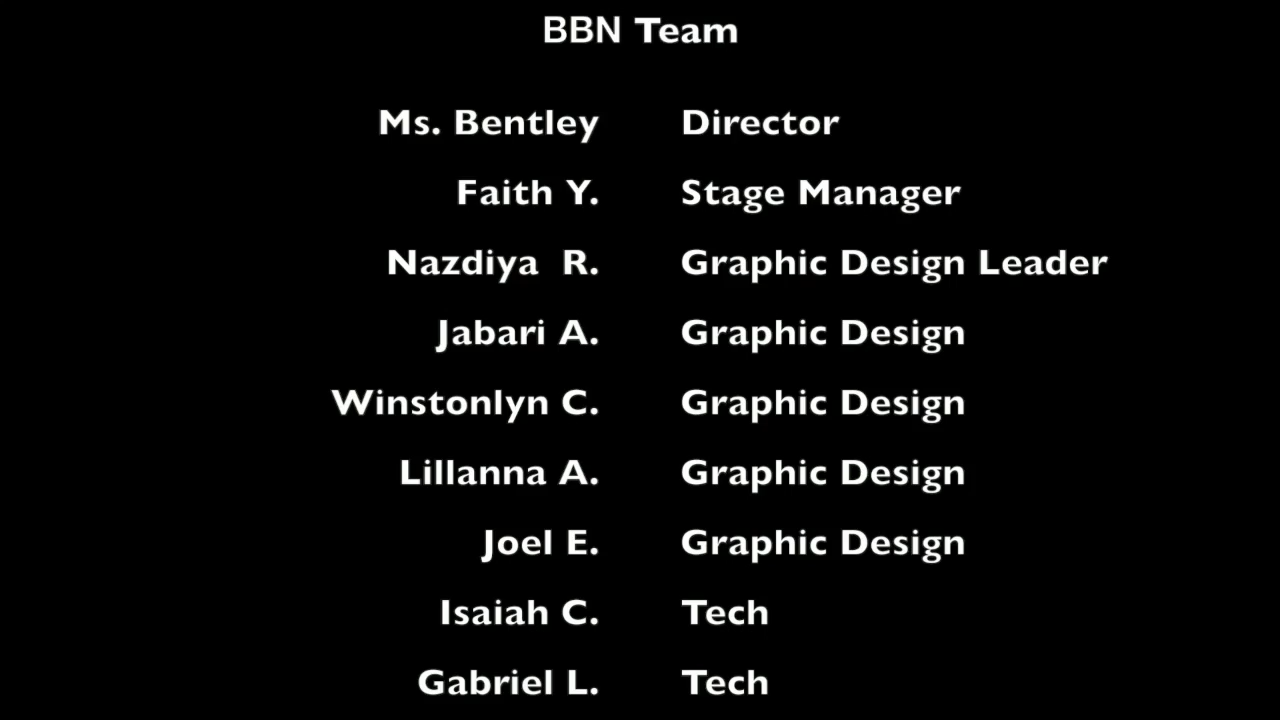 BBN Team
Ms. Bentley Director
Faith Y. Stage Manager
Nazdiya R. Graphic Design Leader
Jabari A. Graphic Design
Winstonlyn C. Graphic Design
Lillanna A. Graphic Design
Joel E. Graphic Design
Isaiah C. Tech
Gabriel L. Tech